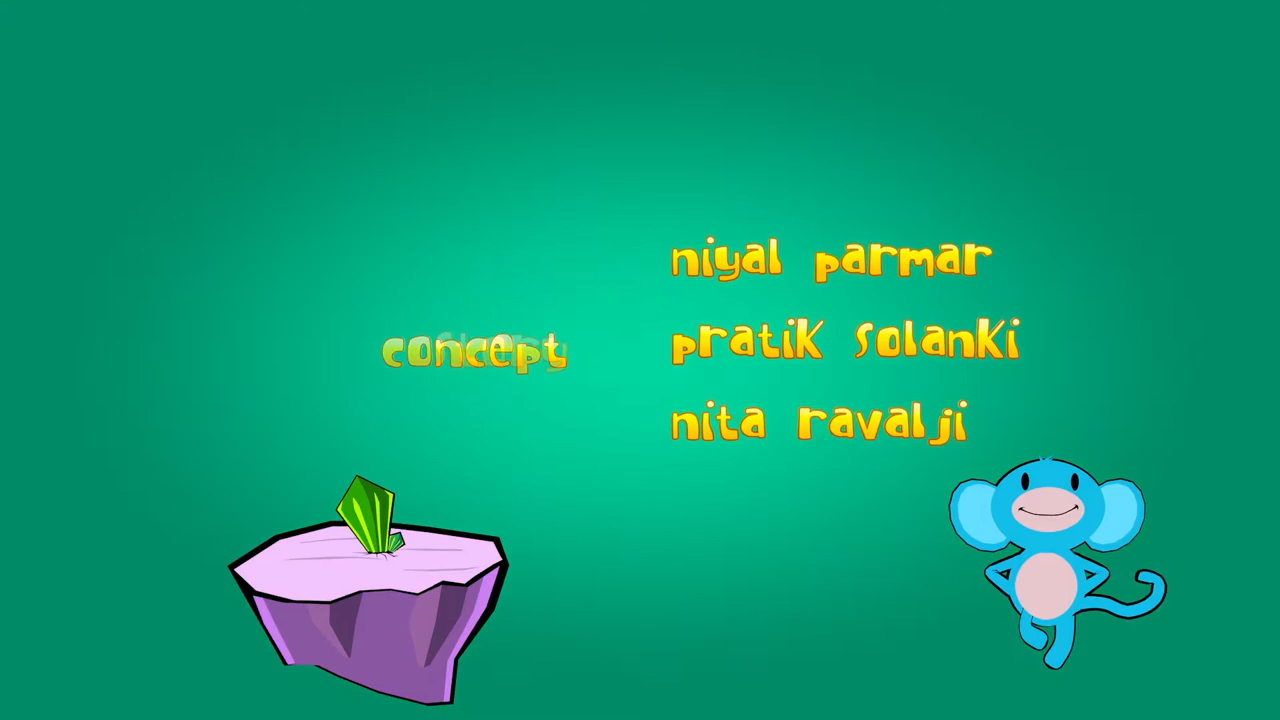 niyal parmar
concept
pratik solanki
nita ravalji